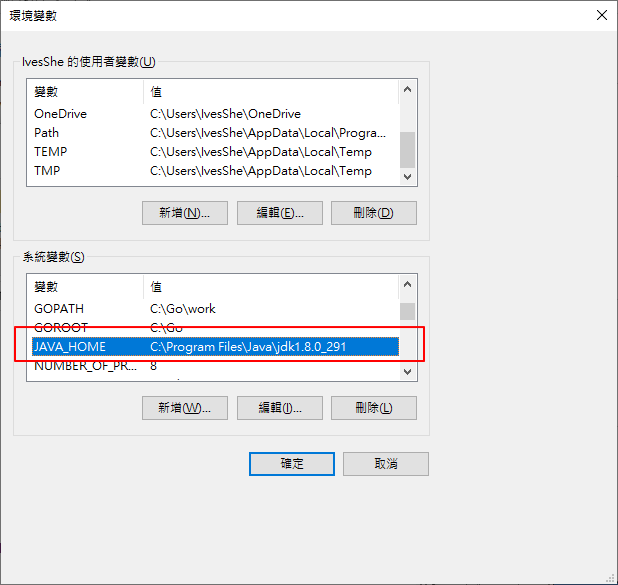 環境變數
IvesShe 的使用者變數(U)
變數 值
OneDrive C:\Users\IvesShe\OneDrive
Path C:\Users\IvesShe\AppData\Local\Progra...
TEMP C:\Users\IvesShe\AppData\Local\Temp
TMP C:\Users\IvesShe\AppData\Local\Temp
新增(N)... 編輯(E)... 刪除(D)
系統變數(S)
變數 值
GOPATH C:\Go\work
GOROOT C:\Go
JAVA_HOME C:\Program Files\Java\jdk1.8.0_291
NUMBER_OF_PR... 8
新增(W)... 編輯(I)... 刪除(L)
確定 取消